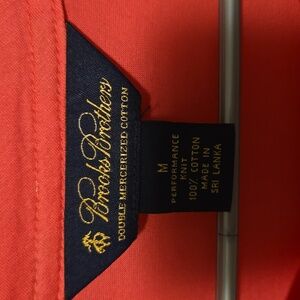 Brooks Brothers
DOUBLE MERCERIZED COTTON
M
PERFORMANCE
KNIT
100% COTTON
MADE IN
SRI LANKA